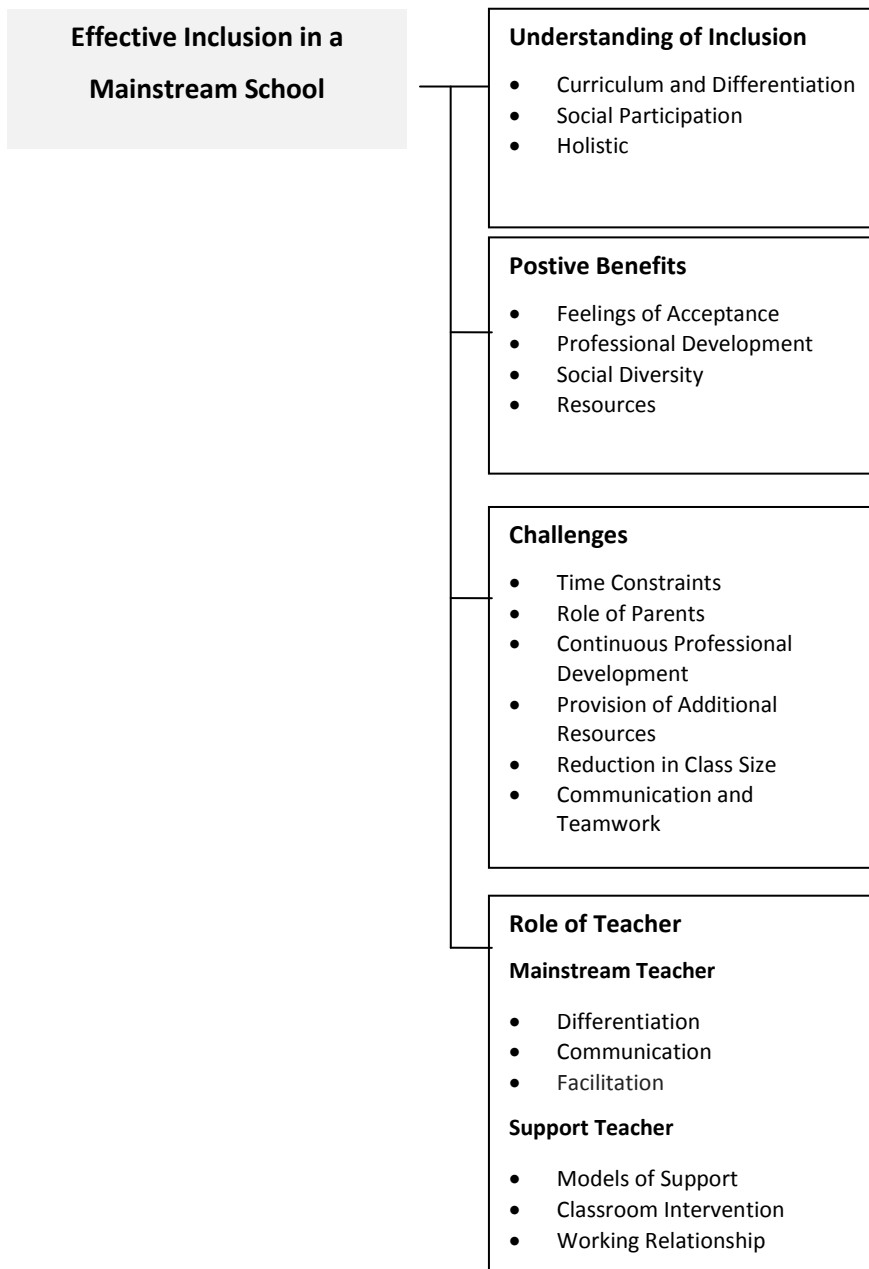 Effective Inclusion in a
Mainstream School
Understanding of Inclusion
• Curriculum and Differentiation
• Social Participation
• Holistic
Postive Benefits
• Feelings of Acceptance
• Professional Development
• Social Diversity
• Resources
Challenges
• Time Constraints
• Role of Parents
• Continuous Professional
Development
• Provision of Additional
Resources
• Reduction in Class Size
• Communication and
Teamwork
Role of Teacher
Mainstream Teacher
• Differentiation
• Communication
• Facilitation
Support Teacher
• Models of Support
• Classroom Intervention
• Working Relationship